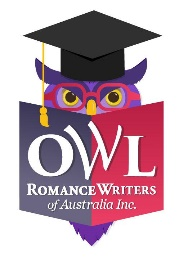 OWL
ROMANCE WRITERS
of Australia Inc.